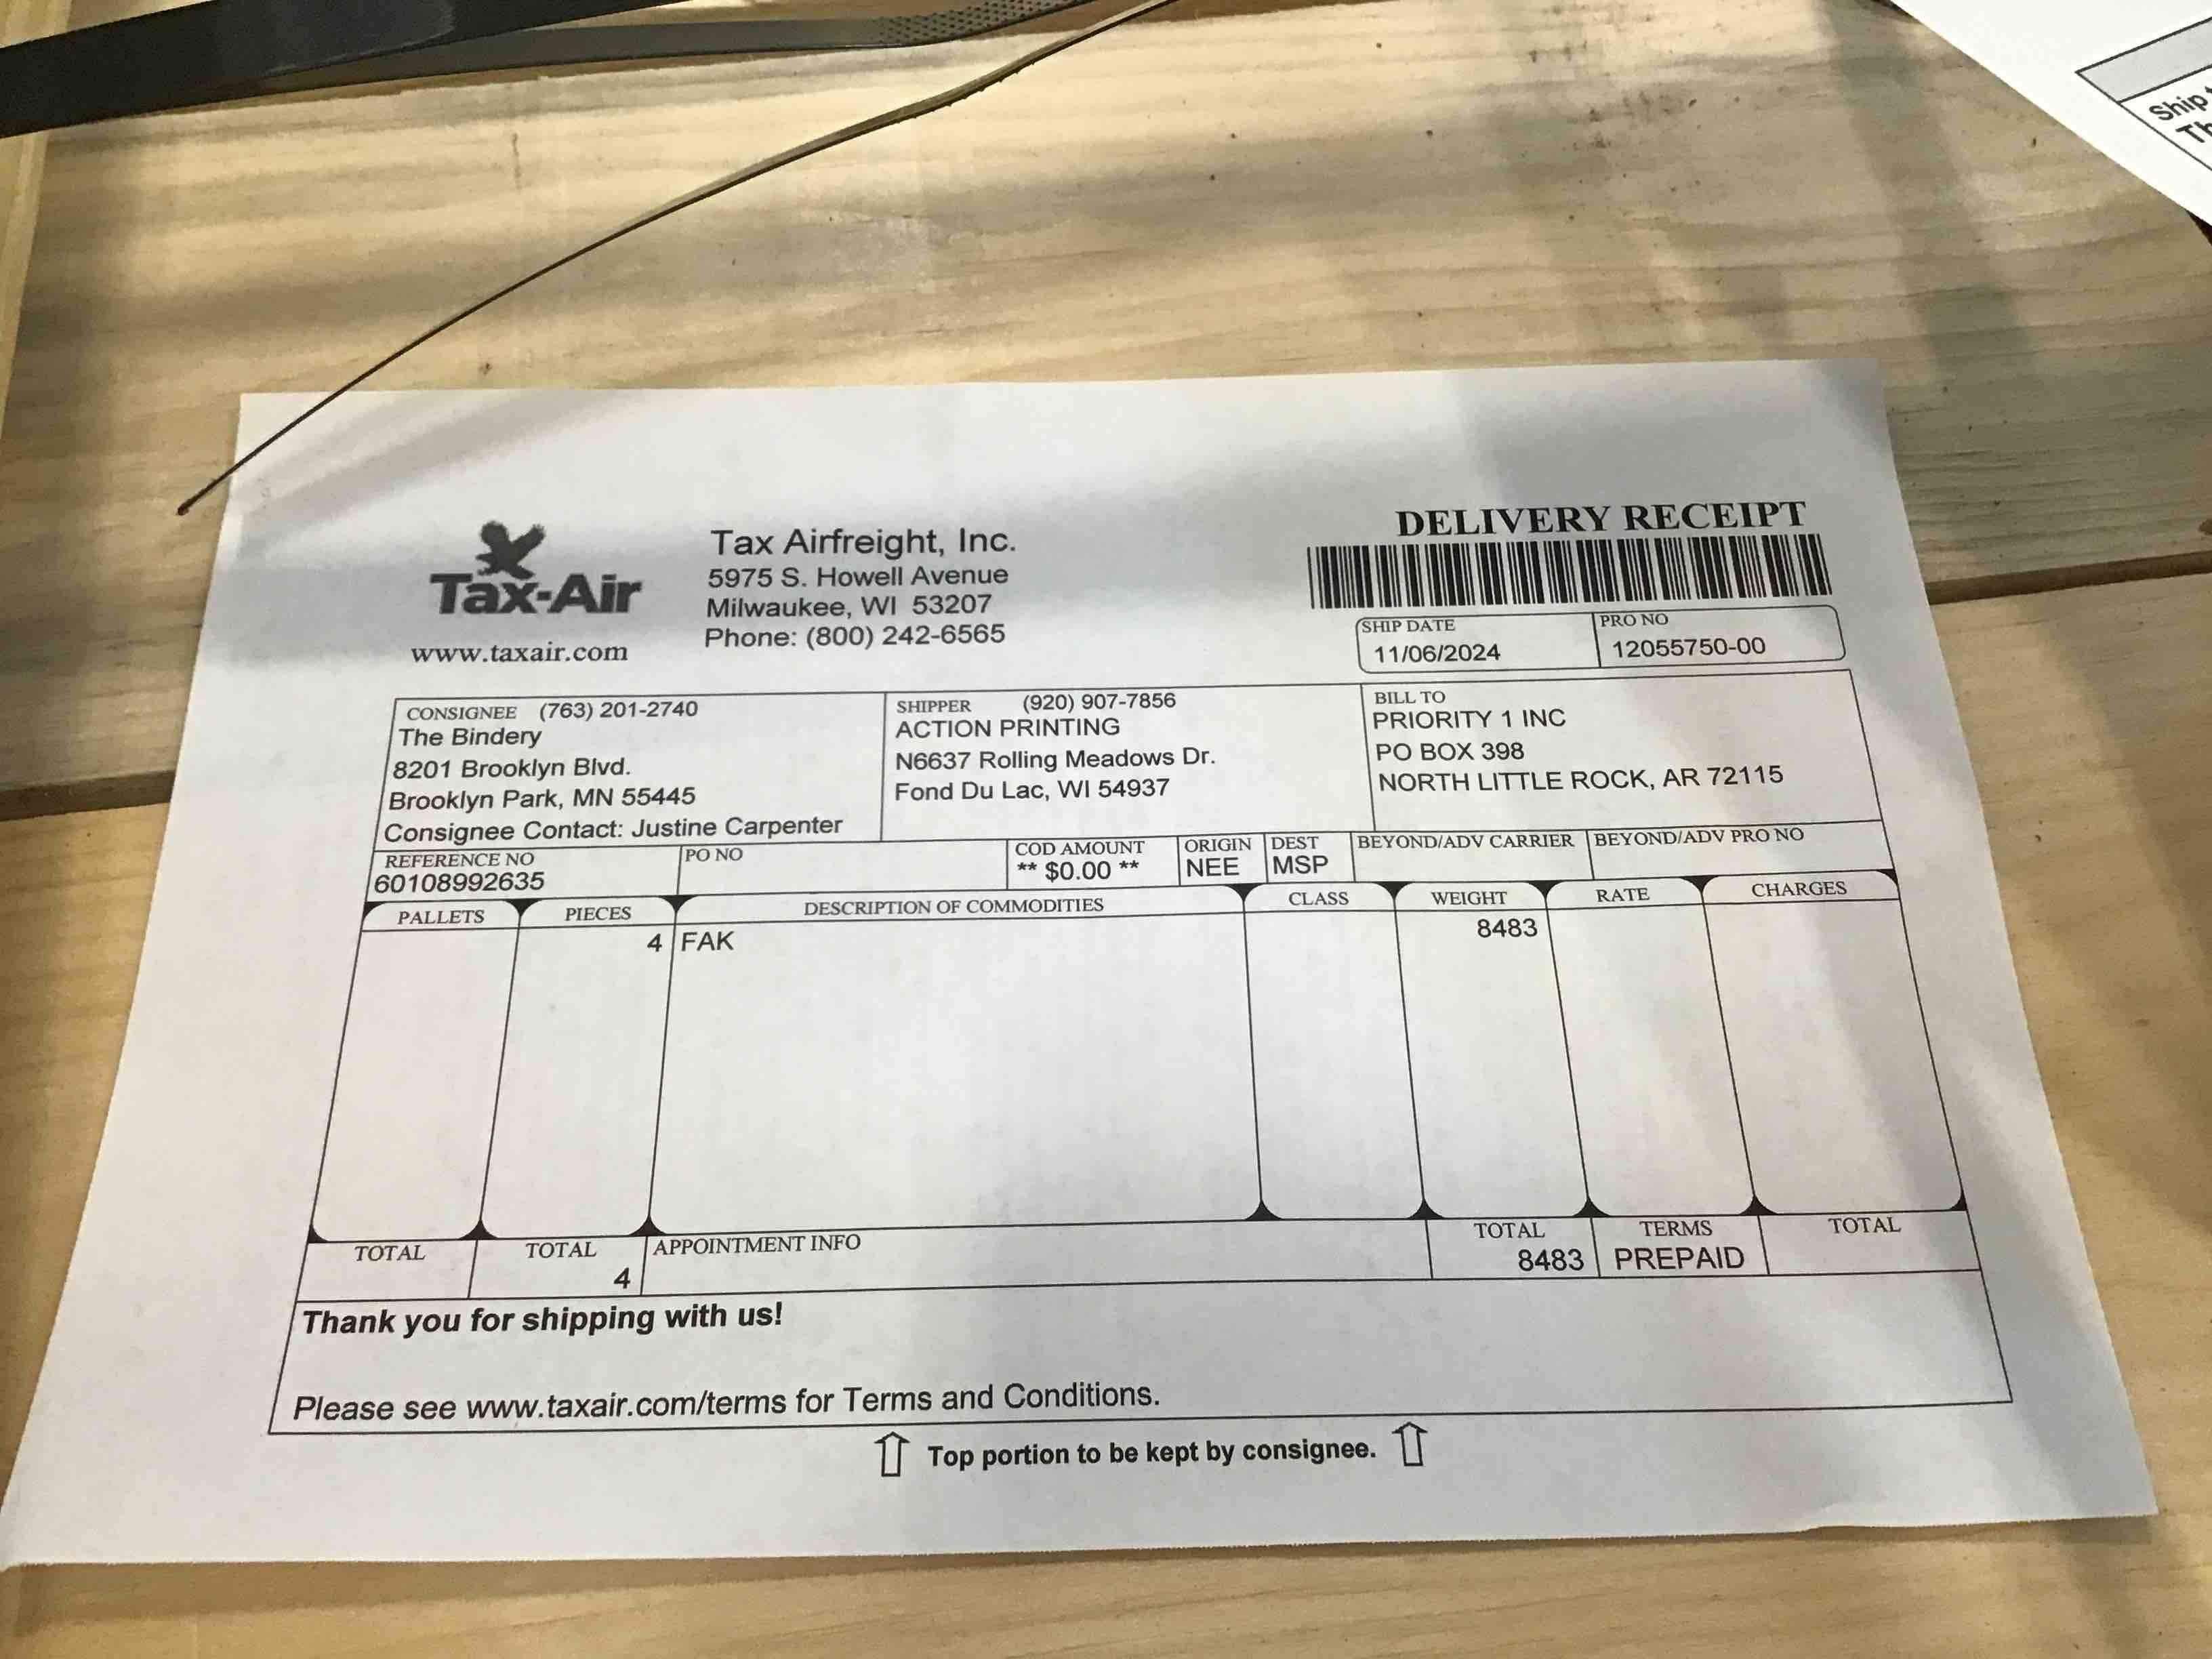 Ship
Th
Tax-Air
www.taxair.com
Tax Airfreight, Inc.
5975 S. Howell Avenue
Milwaukee, WI 53207
Phone: (800) 242-6565
DELIVERY RECEIPT
SHIP DATE
11/06/2024
PRO NO
12055750-00
CONSIGNEE (763) 201-2740
The Bindery
8201 Brooklyn Blvd.
Brooklyn Park, MN 55445
Consignee Contact: Justine Carpenter
SHIPPER (920) 907-7856
ACTION PRINTING
N6637 Rolling Meadows Dr.
Fond Du Lac, WI 54937
BILL TO
PRIORITY 1 INC
PO BOX 398
NORTH LITTLE ROCK, AR 72115
REFERENCE NO
60108992635
PO NO
COD AMOUNT
** $0.00 **
ORIGIN
NEE
DEST
MSP
BEYOND/ADV CARRIER
BEYOND/ADV PRO NO
PALLETS PIECES DESCRIPTION OF COMMODITIES CLASS WEIGHT RATE CHARGES
4 FAK 8483
TOTAL
TOTAL
4
APPOINTMENT INFO
TOTAL
8483
TERMS
PREPAID
TOTAL
Thank you for shipping with us!
Please see www.taxair.com/terms for Terms and Conditions.
⇧ Top portion to be kept by consignee. ⇧